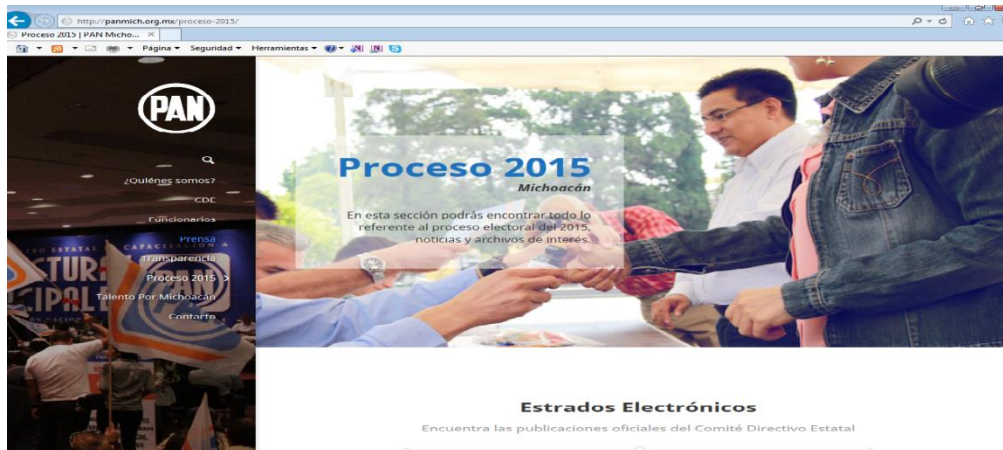 http://panmich.org.mx/proceso-2015/
Proceso 2015 | PAN Micho...
Página Seguridad Herramientas
PAN
¿Quiénes somos?
CDE
Funcionarios
Prensa
Transparencia
Proceso 2015 >
Talento Por Michoacán
Contacto
Proceso 2015
Michoacán
En esta sección podrás encontrar todo lo
referente al proceso electoral del 2015,
noticias y archivos de interés.
Estrados Electrónicos
Encuentra las publicaciones oficiales del Comité Directivo Estatal